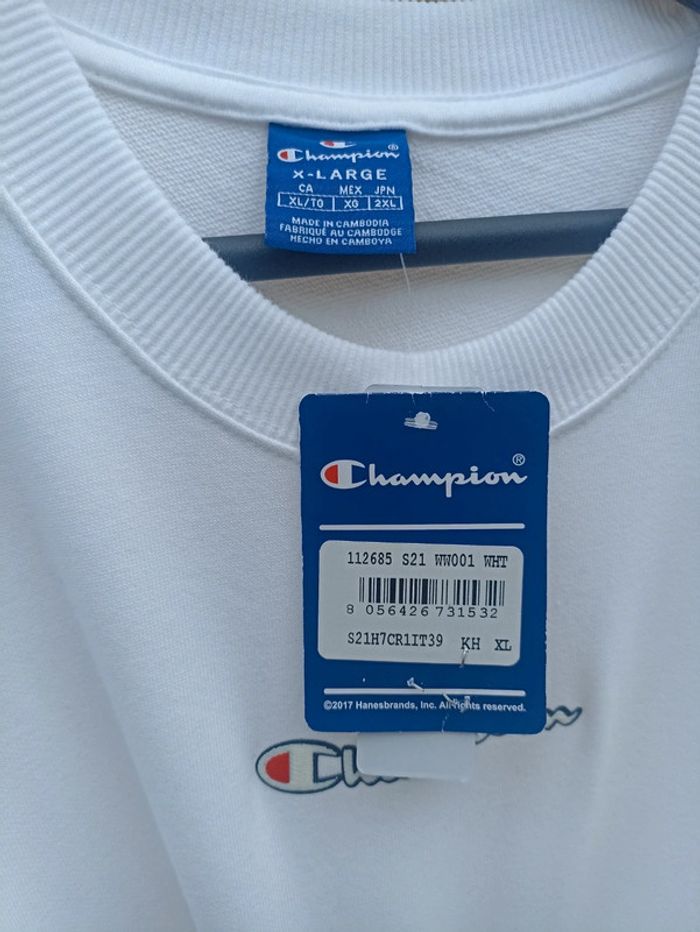 Champion®
X-LARGE
CA MEX JPN
XL/TG XG 2XL
MADE IN CAMBODIA
FABRIQUÉ AU CAMBODGE
HECHO EN CAMBOYA
Champion®
112685 S21 WW001 WHT
8 056426 731532
S21H7CR1IT39 KH XL
©2017 Hanesbrands, Inc. All rights reserved.